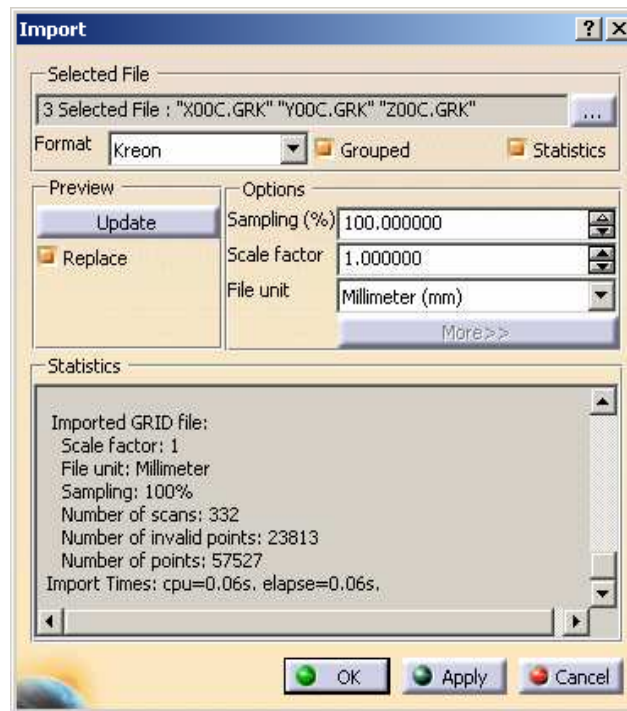 Import
Selected File
3 Selected File : "X00C.GRK" "Y00C.GRK" "Z00C.GRK"
...
Format Kreon Grouped Statistics
Preview
Update
Replace
Options
Sampling (%) 100.000000
Scale factor 1.000000
File unit Millimeter (mm)
More>>
Statistics
Imported GRID file:
Scale factor: 1
File unit: Millimeter
Sampling: 100%
Number of scans: 332
Number of invalid points: 23813
Number of points: 57527
Import Times: cpu=0.06s. elapse=0.06s.
OK Apply Cancel